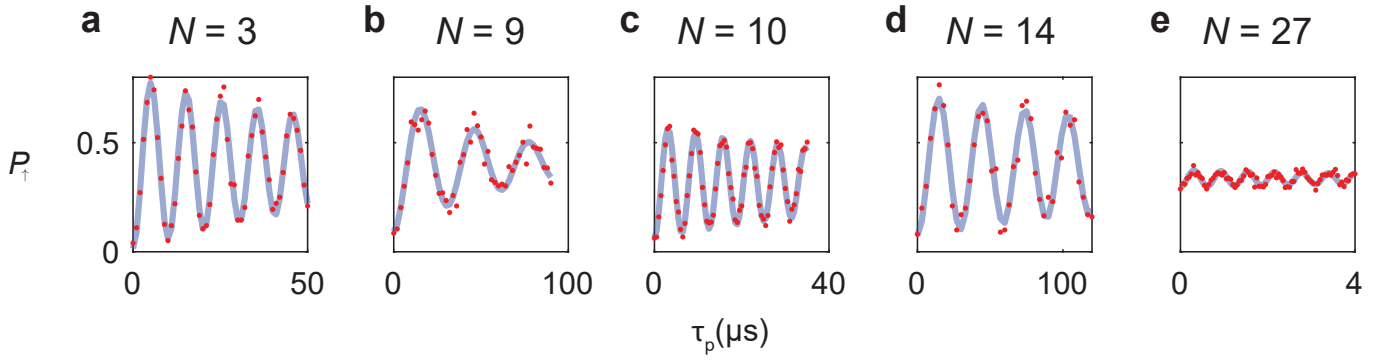 a N = 3 b N = 9 c N = 10 d N = 14 e N = 27
0.5
P↑
0
0 50 0 100 0 40 0 100 0 4
τp(μs)